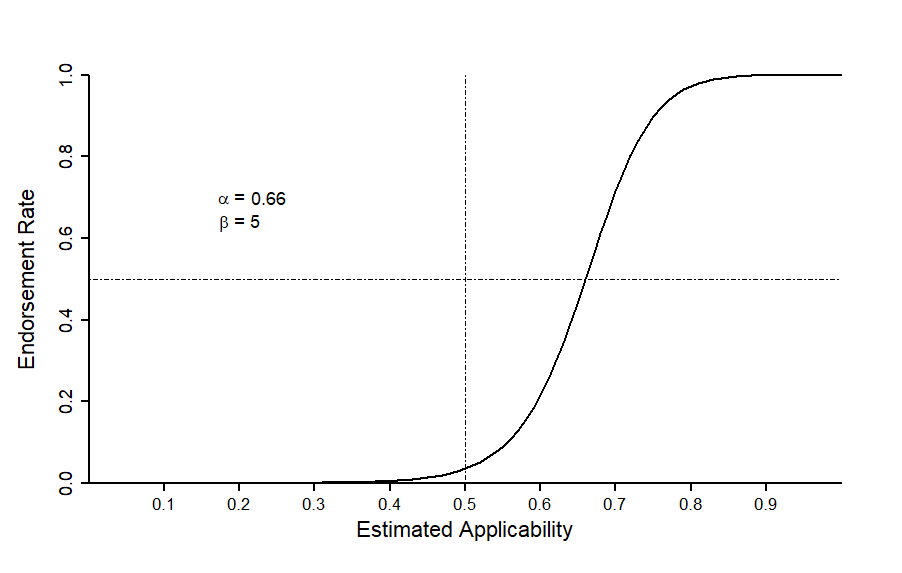 1.0
0.8
0.6
0.4
0.2
0.0
Endorsement Rate
α = 0.66
β = 5
0.1 0.2 0.3 0.4 0.5 0.6 0.7 0.8 0.9
Estimated Applicability